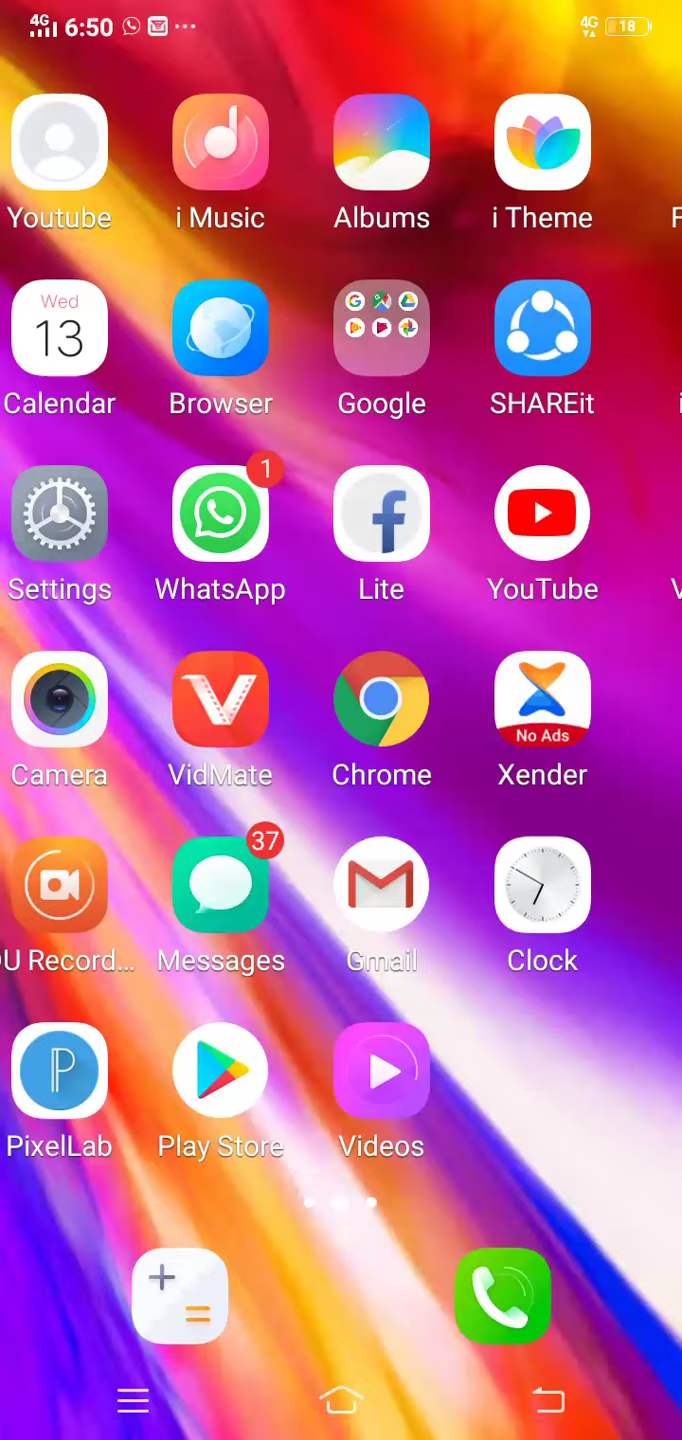 4G 6:50 4G 18
Youtube i Music Albums i Theme F
Wed
13
Calendar Browser Google SHAREit
1
Settings WhatsApp Lite YouTube V
No Ads
Camera VidMate Chrome Xender
37
U Record... Messages Gmail Clock
PixelLab Play Store Videos